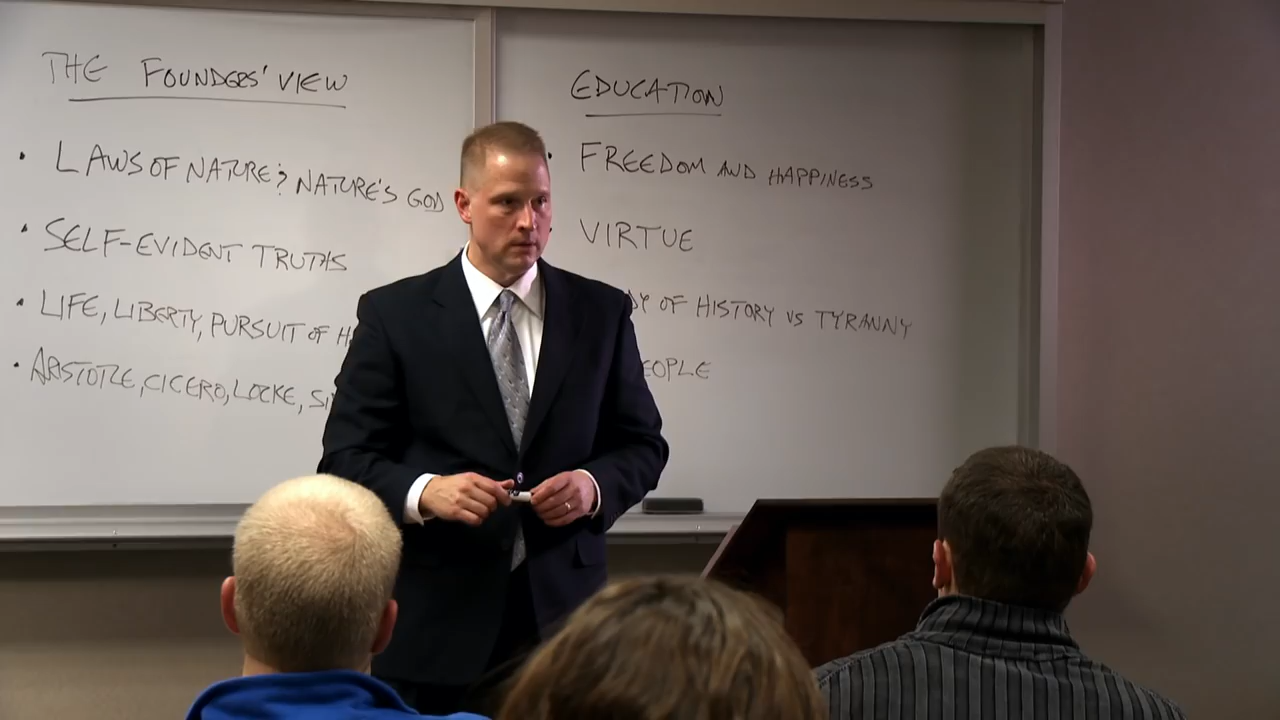 THE FOUNDERS' VIEW
• LAWS OF NATURE & NATURE'S GOD
• SELF-EVIDENT TRUTHS
• LIFE, LIBERTY, PURSUIT OF
• ARISTOTLE, CICERO, LOCKE,
EDUCATION
FREEDOM AND HAPPINESS
VIRTUE
OF HISTORY VS TYRANNY